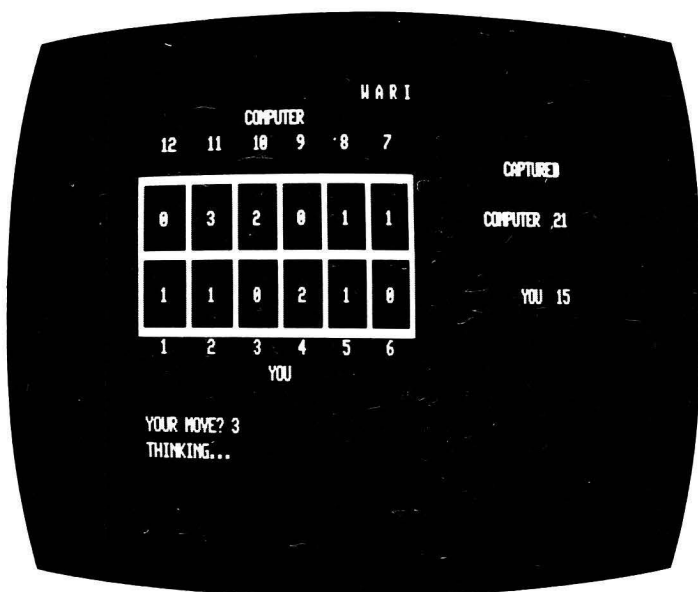 WARI
COMPUTER
12 11 10 9 8 7
CAPTURED
0 3 2 0 1 1
COMPUTER 21
1 1 0 2 1 0
YOU 15
1 2 3 4 5 6
YOU
YOUR MOVE? 3
THINKING...